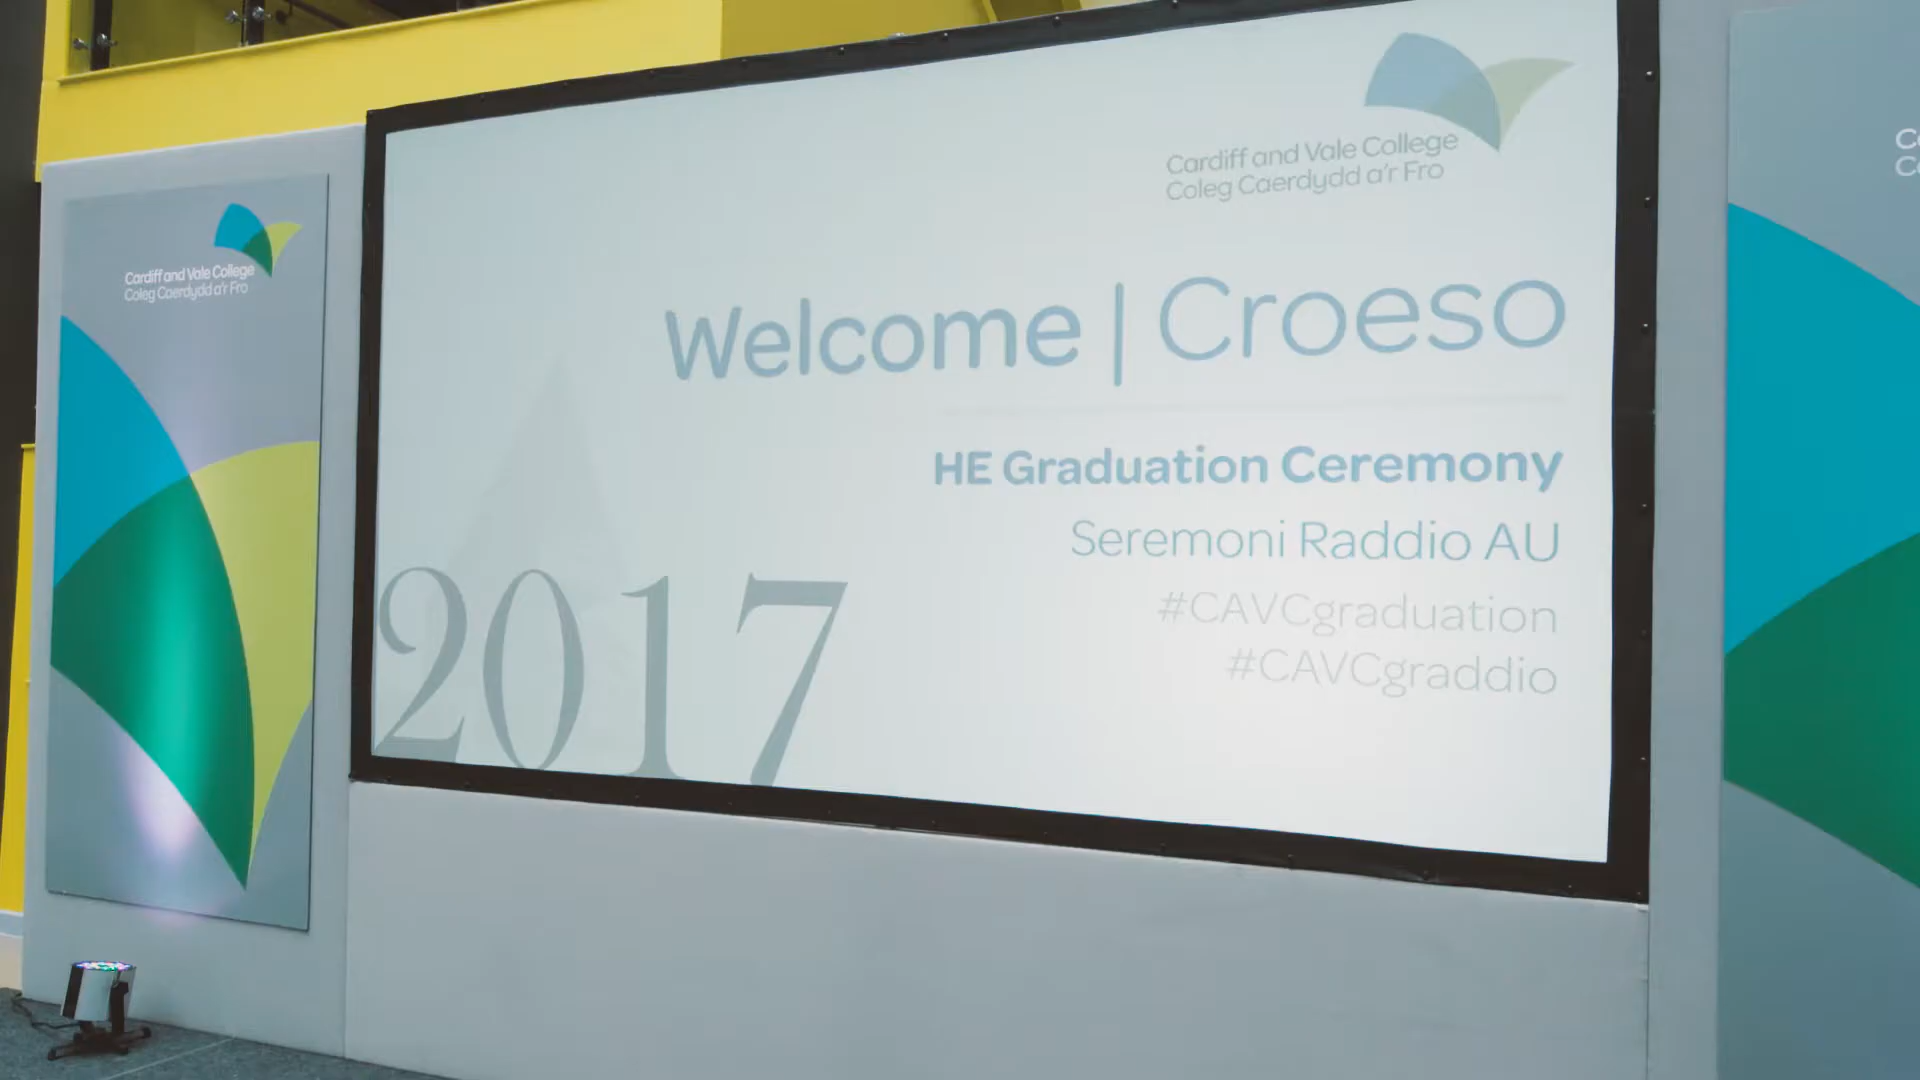 Cardiff and Vale College
Coleg Caerdydd a'r Fro
Cardiff and Vale College
Coleg Caerdydd a'r Fro
Welcome | Croeso
HE Graduation Ceremony
Seremoni Raddio AU
#CAVCgraduation
#CAVCgraddio
2017